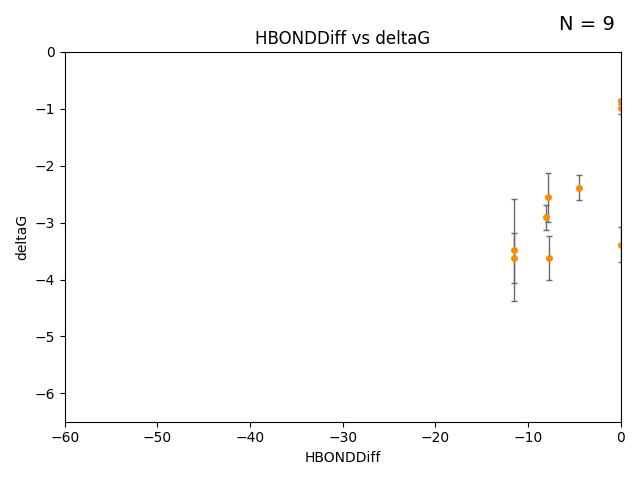 N = 9
HBONDDiff vs deltaG
0
−1
−2
−3
−4
−5
−6
deltaG
−60 −50 −40 −30 −20 −10 0
HBONDDiff